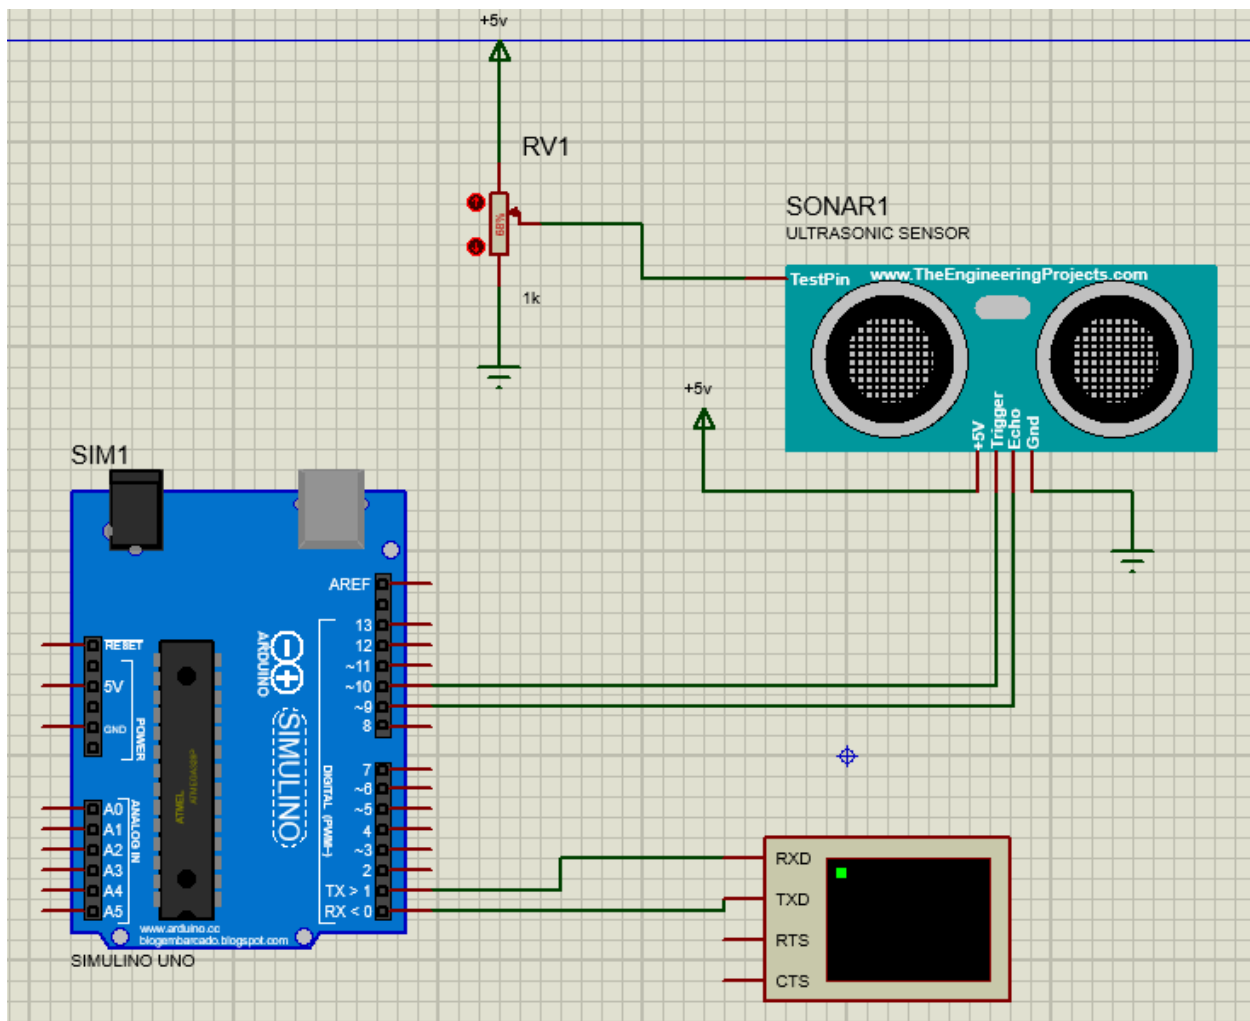 +5v
RV1
68%
1k
SONAR1
ULTRASONIC SENSOR
TestPin
www.TheEngineeringProjects.com
+5V
Trigger
Echo
Gnd
+5v
SIM1
AREF
13
12
~11
~10
~9
8
RESET
5V
GND
POWER
ARDUINO
SIMULINO
ATMEL
ATMEGA328P
DIGITAL (PWM~)
7
~6
~5
4
~3
2
TX > 1
RX < 0
A0
A1
A2
A3
A4
A5
ANALOG IN
www.arduino.cc
blogembarcado.blogspot.com
SIMULINO UNO
RXD
TXD
RTS
CTS